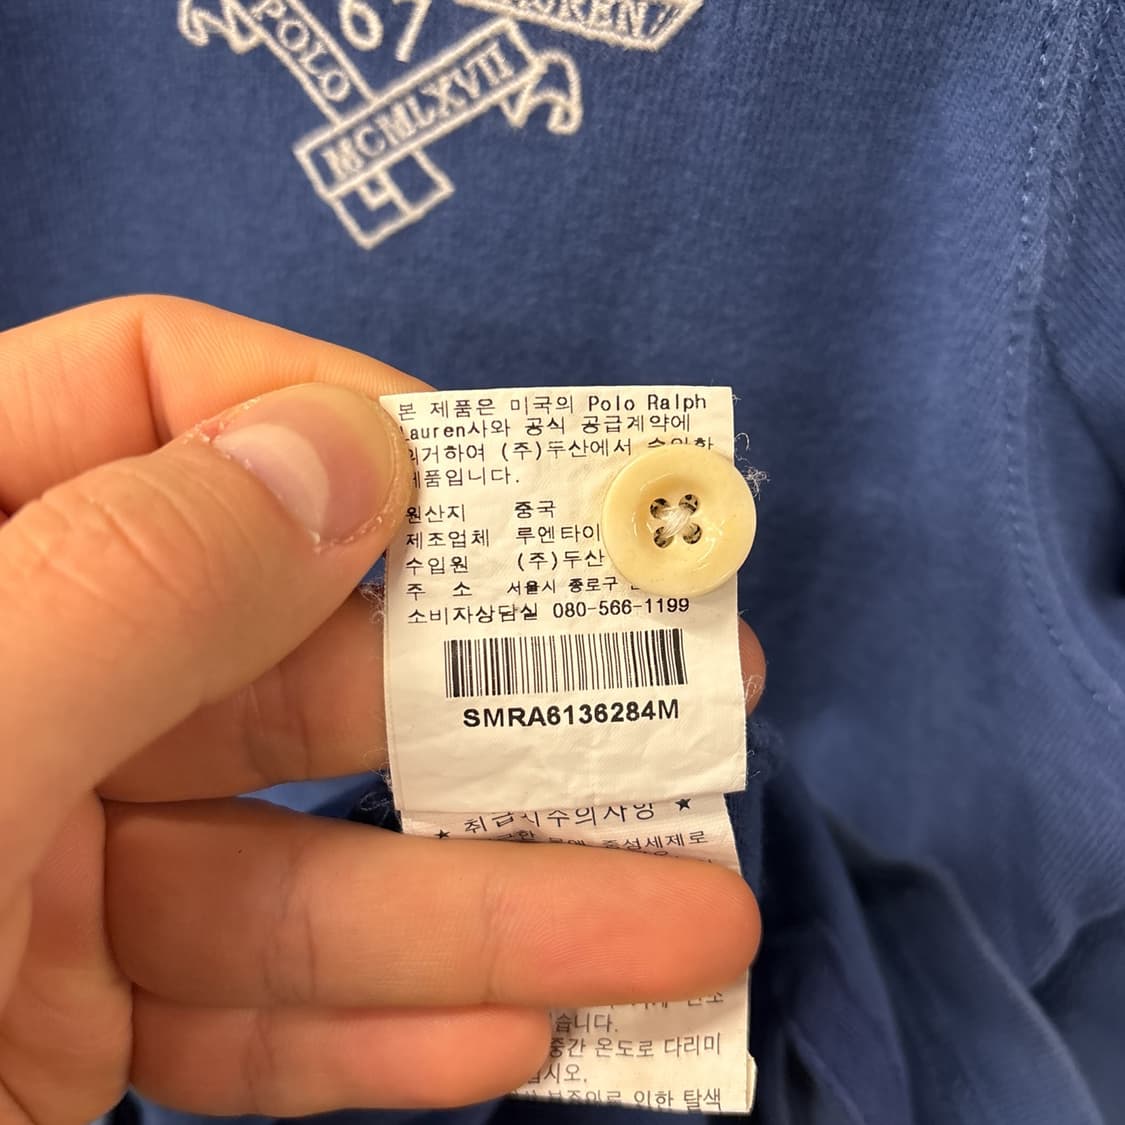 67
POLO
MCMLXVII
본 제품은 미국의 Polo Ralph
Lauren사와 공식 공급계약에
의거하여 (주)두산에서 수입한
제품입니다.
원산지 중국
제조업체 루엔타이
수입원 (주)두산
주 소 서울시 종로구
소비자상담실 080-566-1199
SMRA6136284M
★ 취급시주의사항 ★
중성세제로
습니다.
중간 온도로 다리미
십시오.
인한 탈색